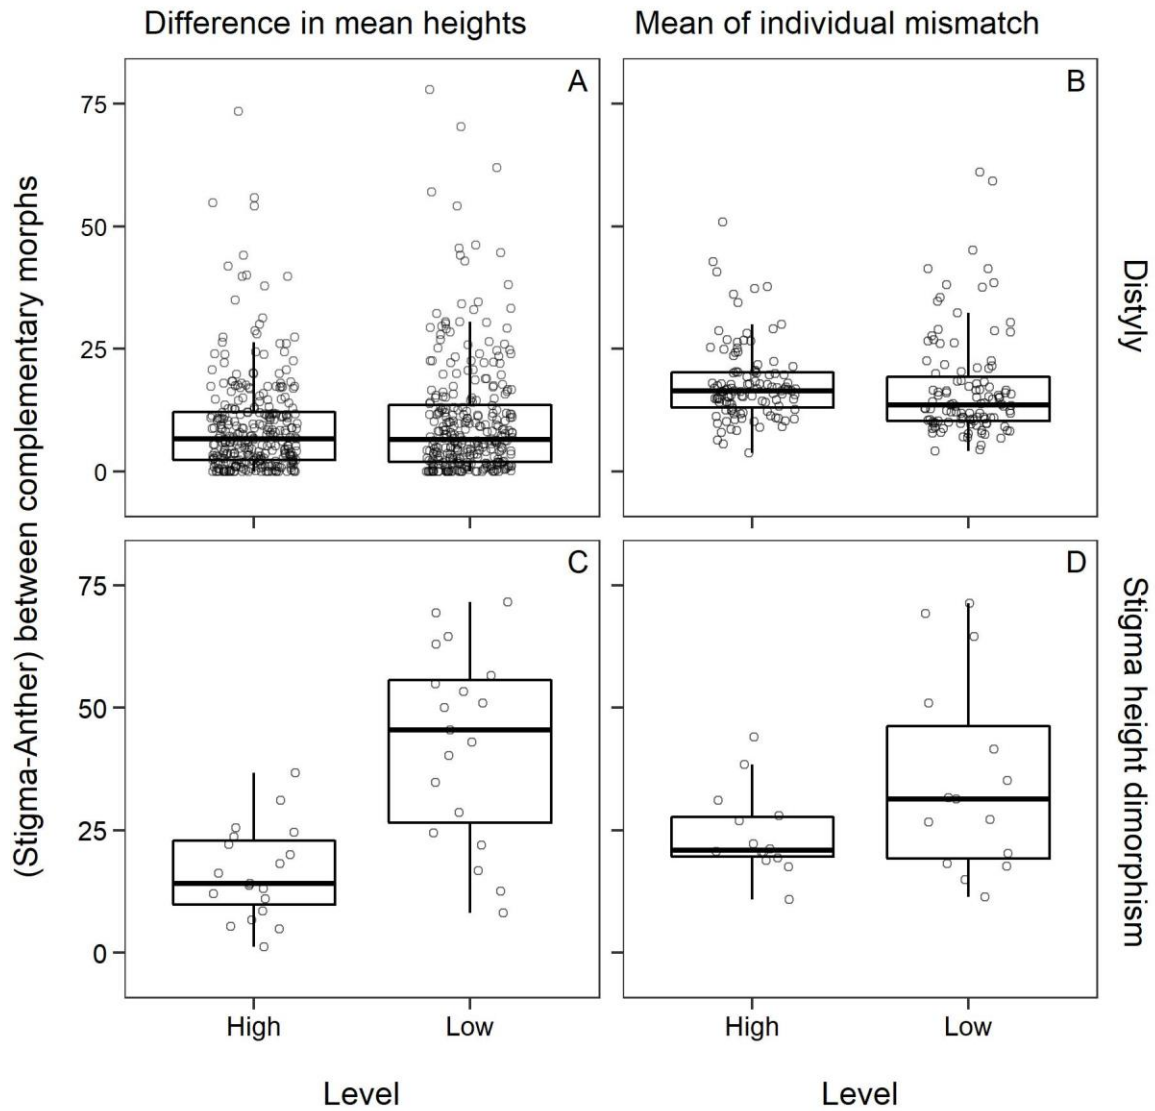 Difference in mean heights
Mean of individual mismatch
(Stigma-Anther) between complementary morphs
A
B
75
50
25
0
Distyly
C
D
75
50
25
0
Stigma height dimorphism
High
Low
High
Low
Level
Level